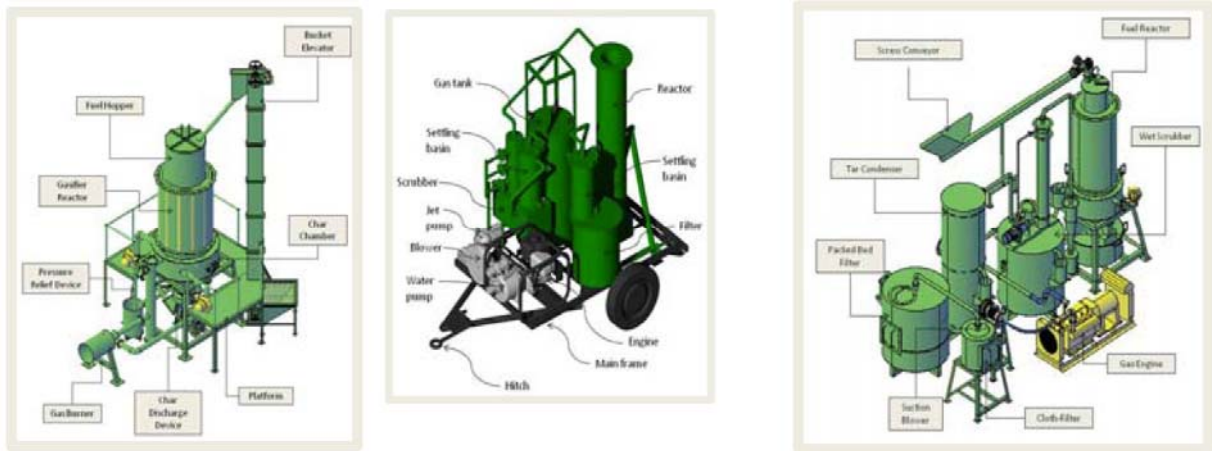 Bucket
Elevator
Fuel Hopper
Gasifier
Reactor
Char
Chamber
Pressure
Relief Device
Gas Burner
Char
Discharge
Device
Platform
Gas tank
Reactor
Settling
basin
Settling
basin
Scrubber
Filter
Jet
pump
Blower
Water
pump
Engine
Main frame
Hitch
Fuel Reactor
Screw Conveyor
Wet Scrubber
Tar Condenser
Packed Bed
Filter
Gas Engine
Suction
Blower
Cloth-Filter